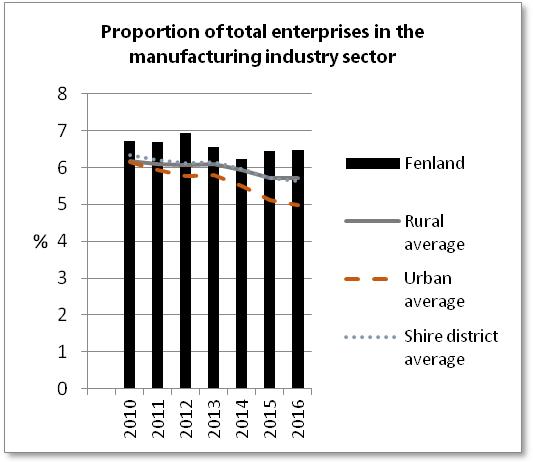 Proportion of total enterprises in the
manufacturing industry sector
8
7
6
5
% 4
3
2
1
0
2010 2011 2012 2013 2014 2015 2016
Fenland
Rural
average
Urban
average
Shire district
average